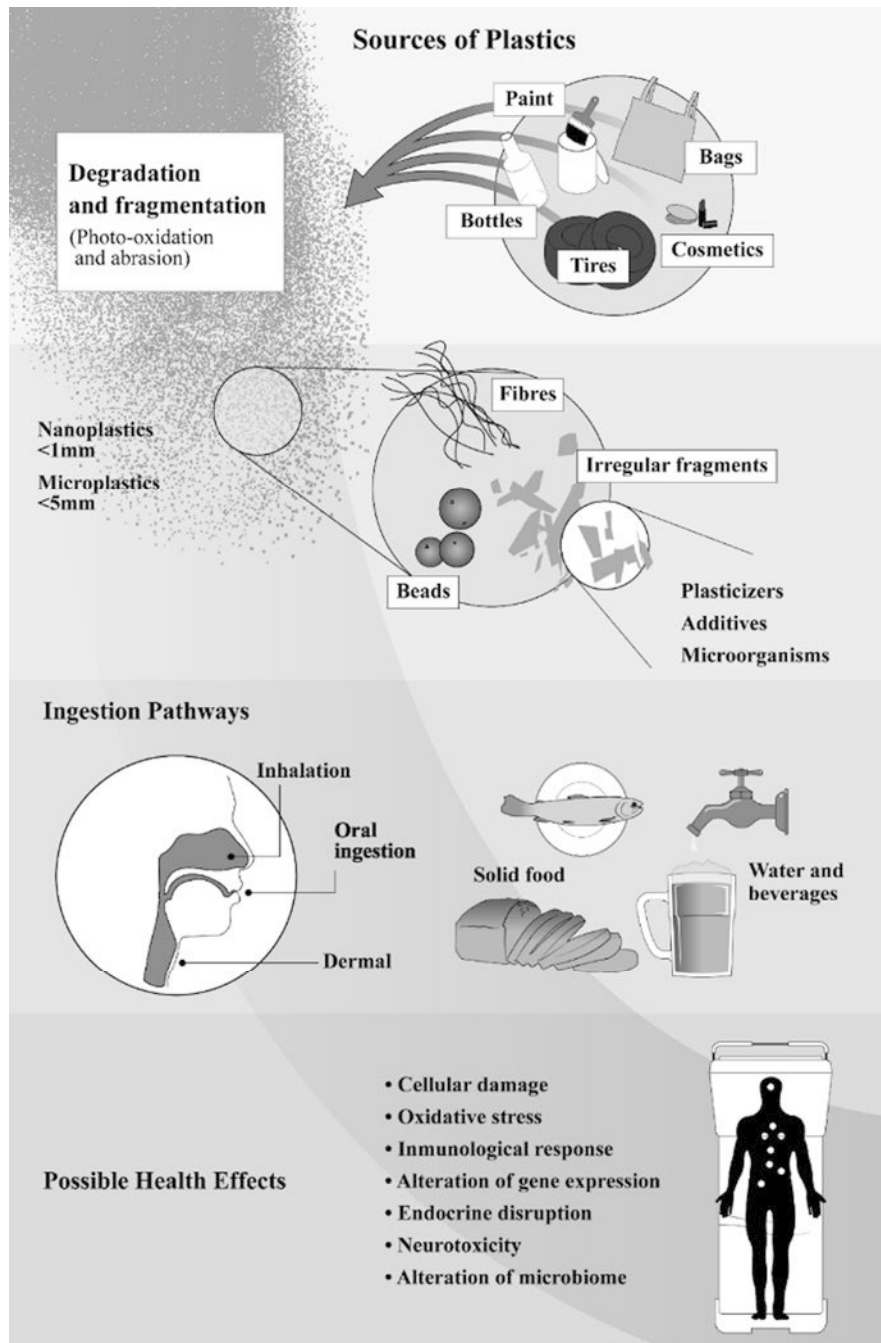 Sources of Plastics
Paint
Bags
Bottles
Tires
Cosmetics
Degradation
and fragmentation
(Photo-oxidation
and abrasion)
Fibres
Nanoplastics
<1mm
Microplastics
<5mm
Irregular fragments
Beads
Plasticizers
Additives
Microorganisms
Ingestion Pathways
Inhalation
Oral
ingestion
Dermal
Solid food
Water and
beverages
Possible Health Effects
• Cellular damage
• Oxidative stress
• Inmunological response
• Alteration of gene expression
• Endocrine disruption
• Neurotoxicity
• Alteration of microbiome